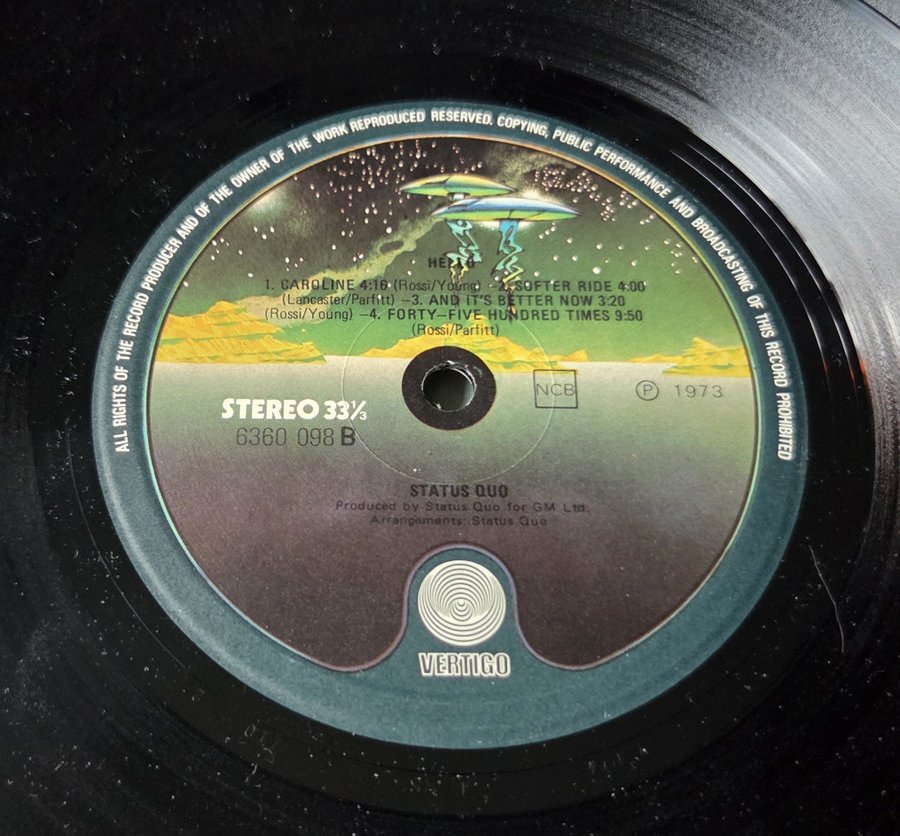 ALL RIGHTS OF THE RECORD PRODUCER AND OF THE OWNER OF THE WORK REPRODUCED RESERVED. COPYING, PUBLIC PERFORMANCE AND BROADCASTING OF THIS RECORD PROHIBITED
HELLO
1. CAROLINE 4:16 (Rossi/Young) –2. SOFTER RIDE 4:00
(Lancaster/Parfitt) –3. AND IT'S BETTER NOW 3:20
(Rossi/Young) –4. FORTY–FIVE HUNDRED TIMES 9:50
(Rossi/Parfitt)
NCB
Ⓟ 1973
STEREO 33⅓
6360 098 B
STATUS QUO
Produced by Status Quo for GM Ltd.
Arrangements: Status Quo
VERTIGO